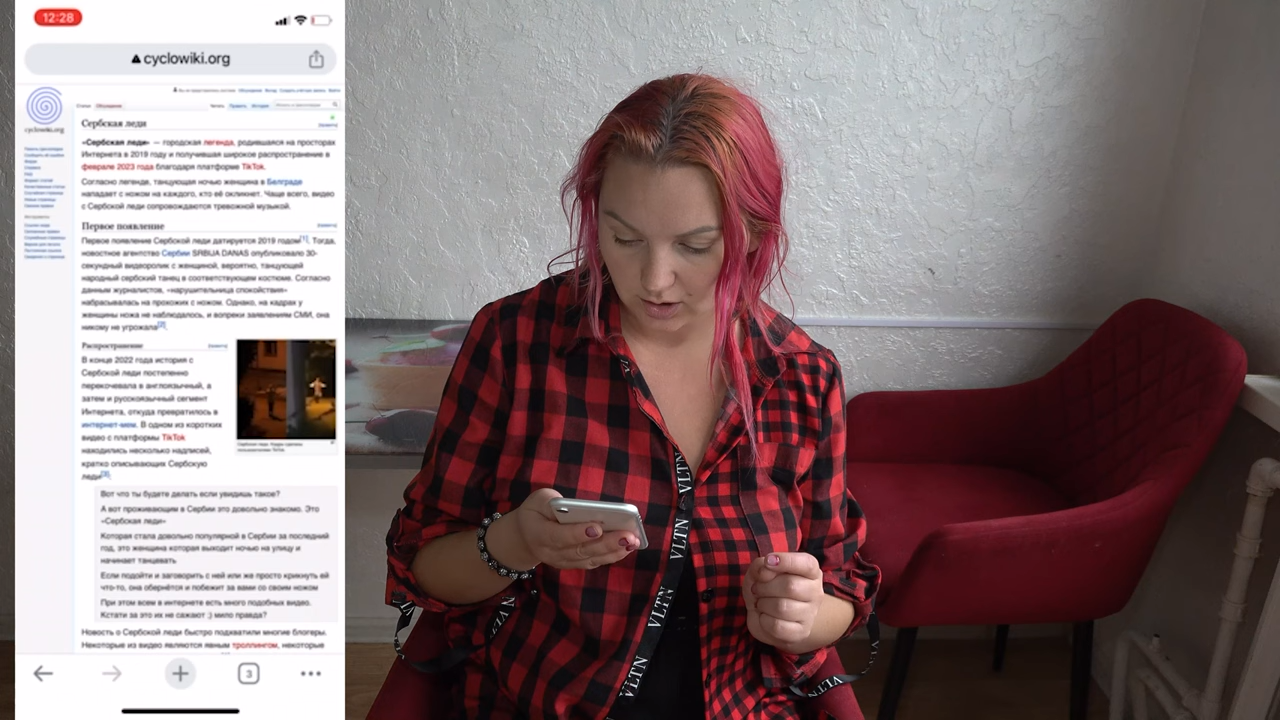 12:28
cyclowiki.org
cyclowiki.org
Статья Обсуждение
Читать Править История
Сербская леди
«Сербская леди» — городская легенда, родившаяся на просторах
Интернета в 2019 году и получившая широкое распространение в
феврале 2023 года благодаря платформе TikTok.
Согласно легенде, танцующая ночью женщина в Белграде
нападает с ножом на каждого, кто её окликнет. Чаще всего, видео
с Сербской леди сопровождаются тревожной музыкой.
Первое появление
Первое появление Сербской леди датируется 2019 годом[1]. Тогда,
новостное агентство Сербии SRBIJA DANAS опубликовало 30-
секундный видеоролик с женщиной, вероятно, танцующей
народный сербский танец в соответствующем костюме. Согласно
данным журналистов, «нарушительница спокойствия»
набрасывалась на прохожих с ножом. Однако, на кадрах у
женщины ножа не наблюдалось, и вопреки заявлениям СМИ, она
никому не угрожала[2].
Распространение
В конце 2022 года история с
Сербской леди постепенно
перекочевала в англоязычный, а
затем и русскоязычный сегмент
Интернета, откуда превратилось в
интернет-мем. В одном из коротких
видео с платформы TikTok
находились несколько надписей,
кратко описывающих Сербскую
леди[3]:
Вот что ты будете делать если увидишь такое?
А вот проживающим в Сербии это довольно знакомо. Это
«Сербская леди»
Которая стала довольно популярной в Сербии за последний
год, это женщина которая выходит ночью на улицу и
начинает танцевать
Если подойти и заговорить с ней или же просто крикнуть ей
что-то, она обернётся и побежит за вами со своим ножом
При этом всем в интернете есть много подобных видео.
Кстати за это их не сажают :) мило правда?
Новость о Сербской леди быстро подхватили многие блогеры.
Некоторые из видео являются явным троллингом, некоторые
3
VLTN
VLTN
VLTN
VLTN
VLTN
VLTN